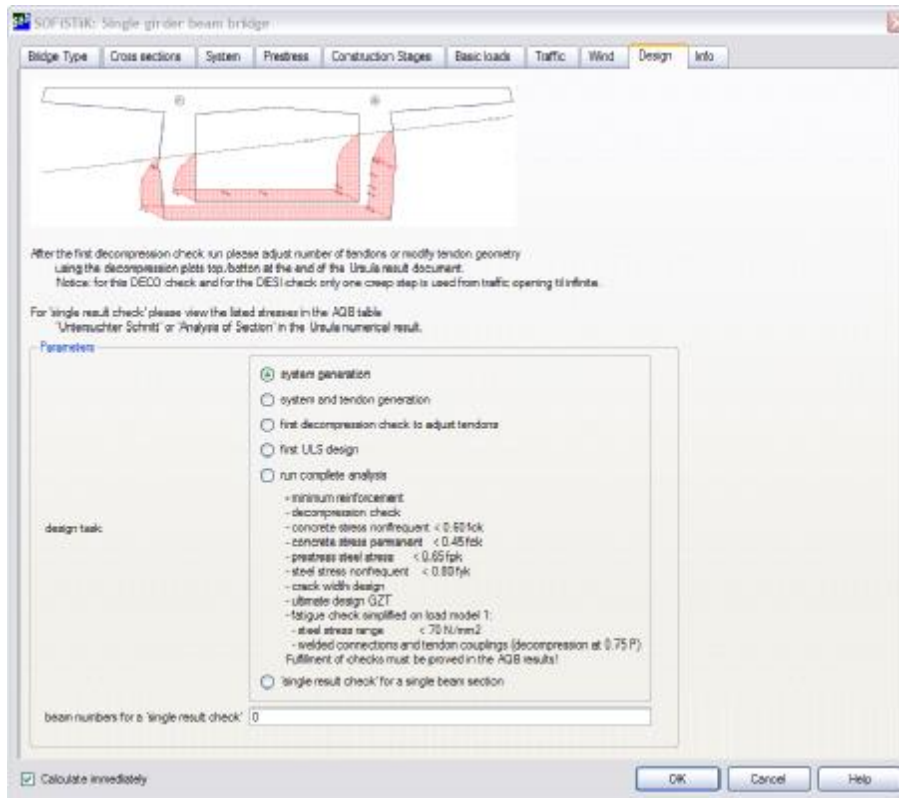 SOFiSTiK: Single girder beam bridge
Bridge Type Cross sections System Prestress Construction Stages Basic loads Traffic Wind Design Info
After the first decompression check run please adjust number of tendons or modify tendon geometry
using the decompression plots top/bottom at the end of the Ursula result document.
Notice: for this DECO check and for the DIESI check only one creep step is used from traffic opening til infinite.
For 'single result check' please view the listed stresses in the AQB table
'Untersuchter Schnitt' or 'Analysis of Section' in the Ursula numerical result.
Parameters
system generation
system and tendon generation
first decompression check to adjust tendons
first ULS design
run complete analysis
- minimum reinforcement
- decompression check
- concrete stress nonfrequent < 0.60fck
- concrete stress permanent < 0.45fck
- prestress steel stress < 0.65fpk
- steel stress nonfrequent < 0.80fyk
- crack width design
- ultimate design GZT
- fatigue check simplified on load model 1:
- steel stress range < 70 N/mm2
- welded connections and tendon couplings (decompression at 0.75 P)
Fulfillment of checks must be proved in the AQB results!
'single result check' for a single beam section
design task:
beam numbers for a 'single result check' 0
Calculate immediately OK Cancel Help